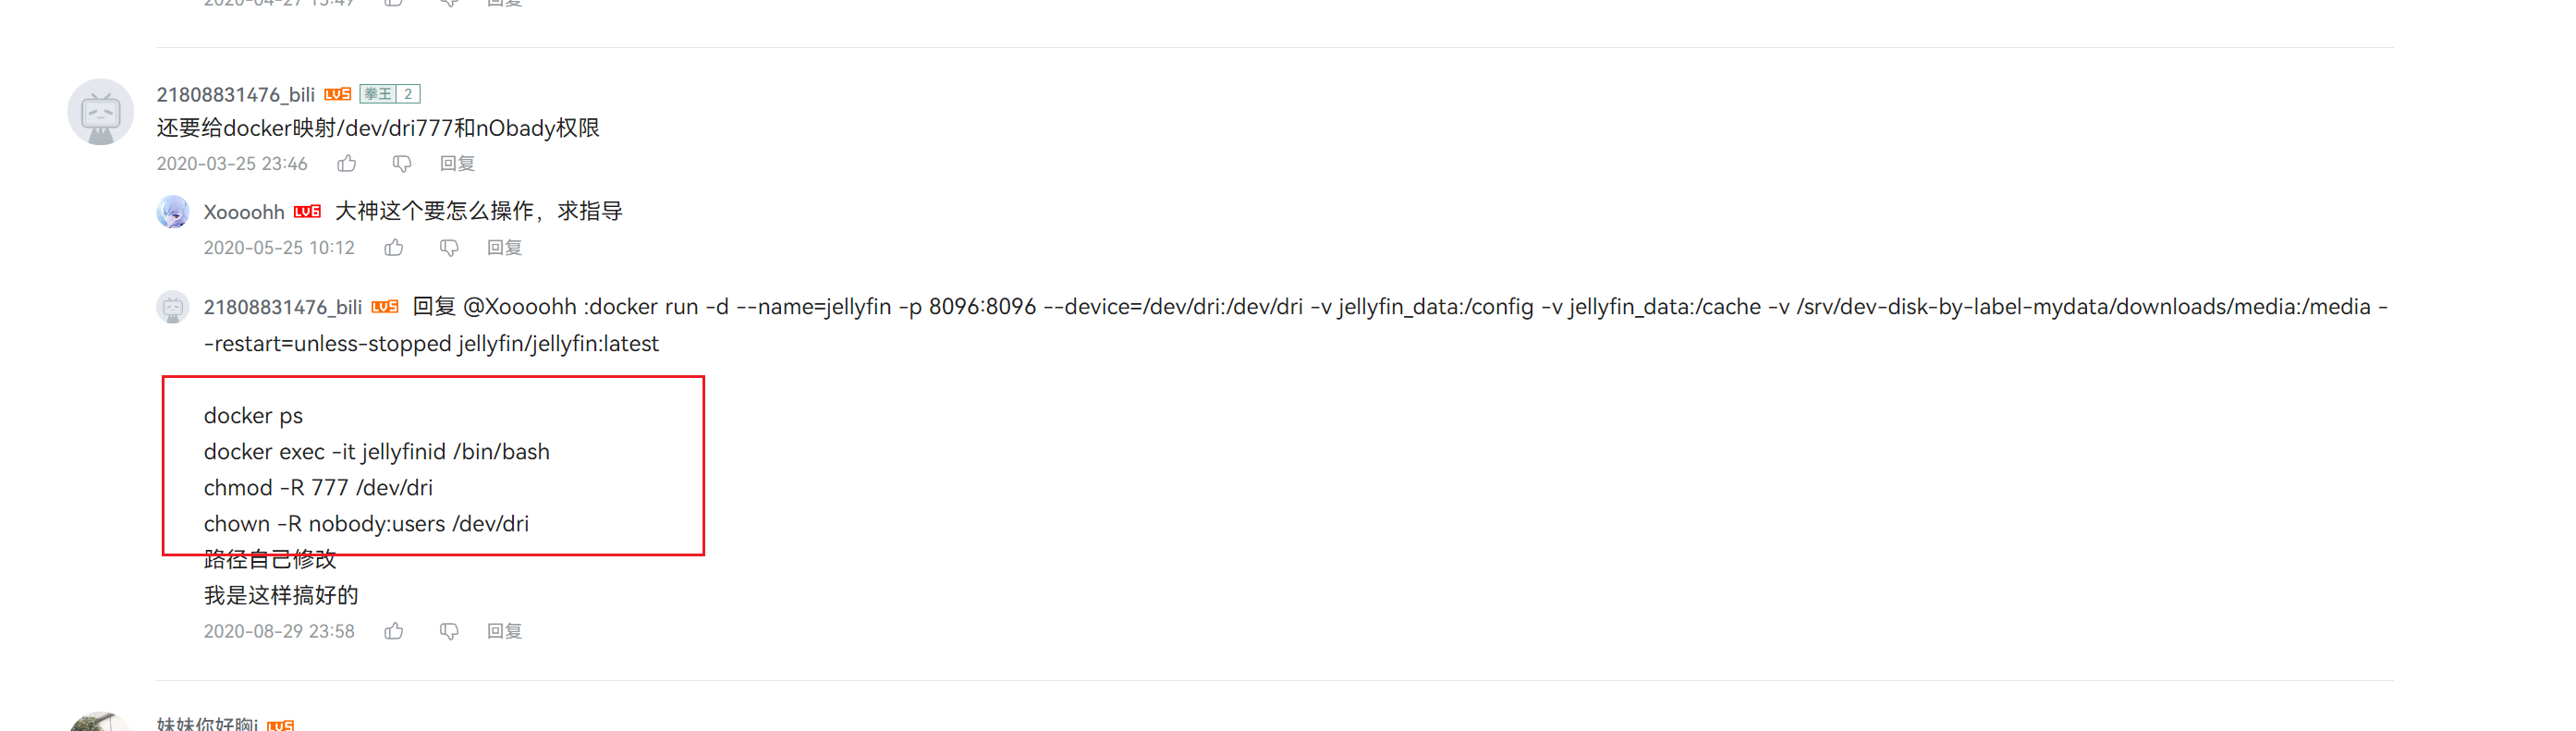 2020-04-27 13:49 回复
21808831476_bili LV5 拳王 2
还要给docker映射/dev/dri777和nObady权限
2020-03-25 23:46 回复
Xoooohh LV6 大神这个要怎么操作，求指导
2020-05-25 10:12 回复
21808831476_bili LV5 回复 @Xoooohh :docker run -d --name=jellyfin -p 8096:8096 --device=/dev/dri:/dev/dri -v jellyfin_data:/config -v jellyfin_data:/cache -v /srv/dev-disk-by-label-mydata/downloads/media:/media -
-restart=unless-stopped jellyfin/jellyfin:latest
docker ps
docker exec -it jellyfinid /bin/bash
chmod -R 777 /dev/dri
chown -R nobody:users /dev/dri
路径自己修改
我是这样搞好的
2020-08-29 23:58 回复
妹妹你好胸i LV5